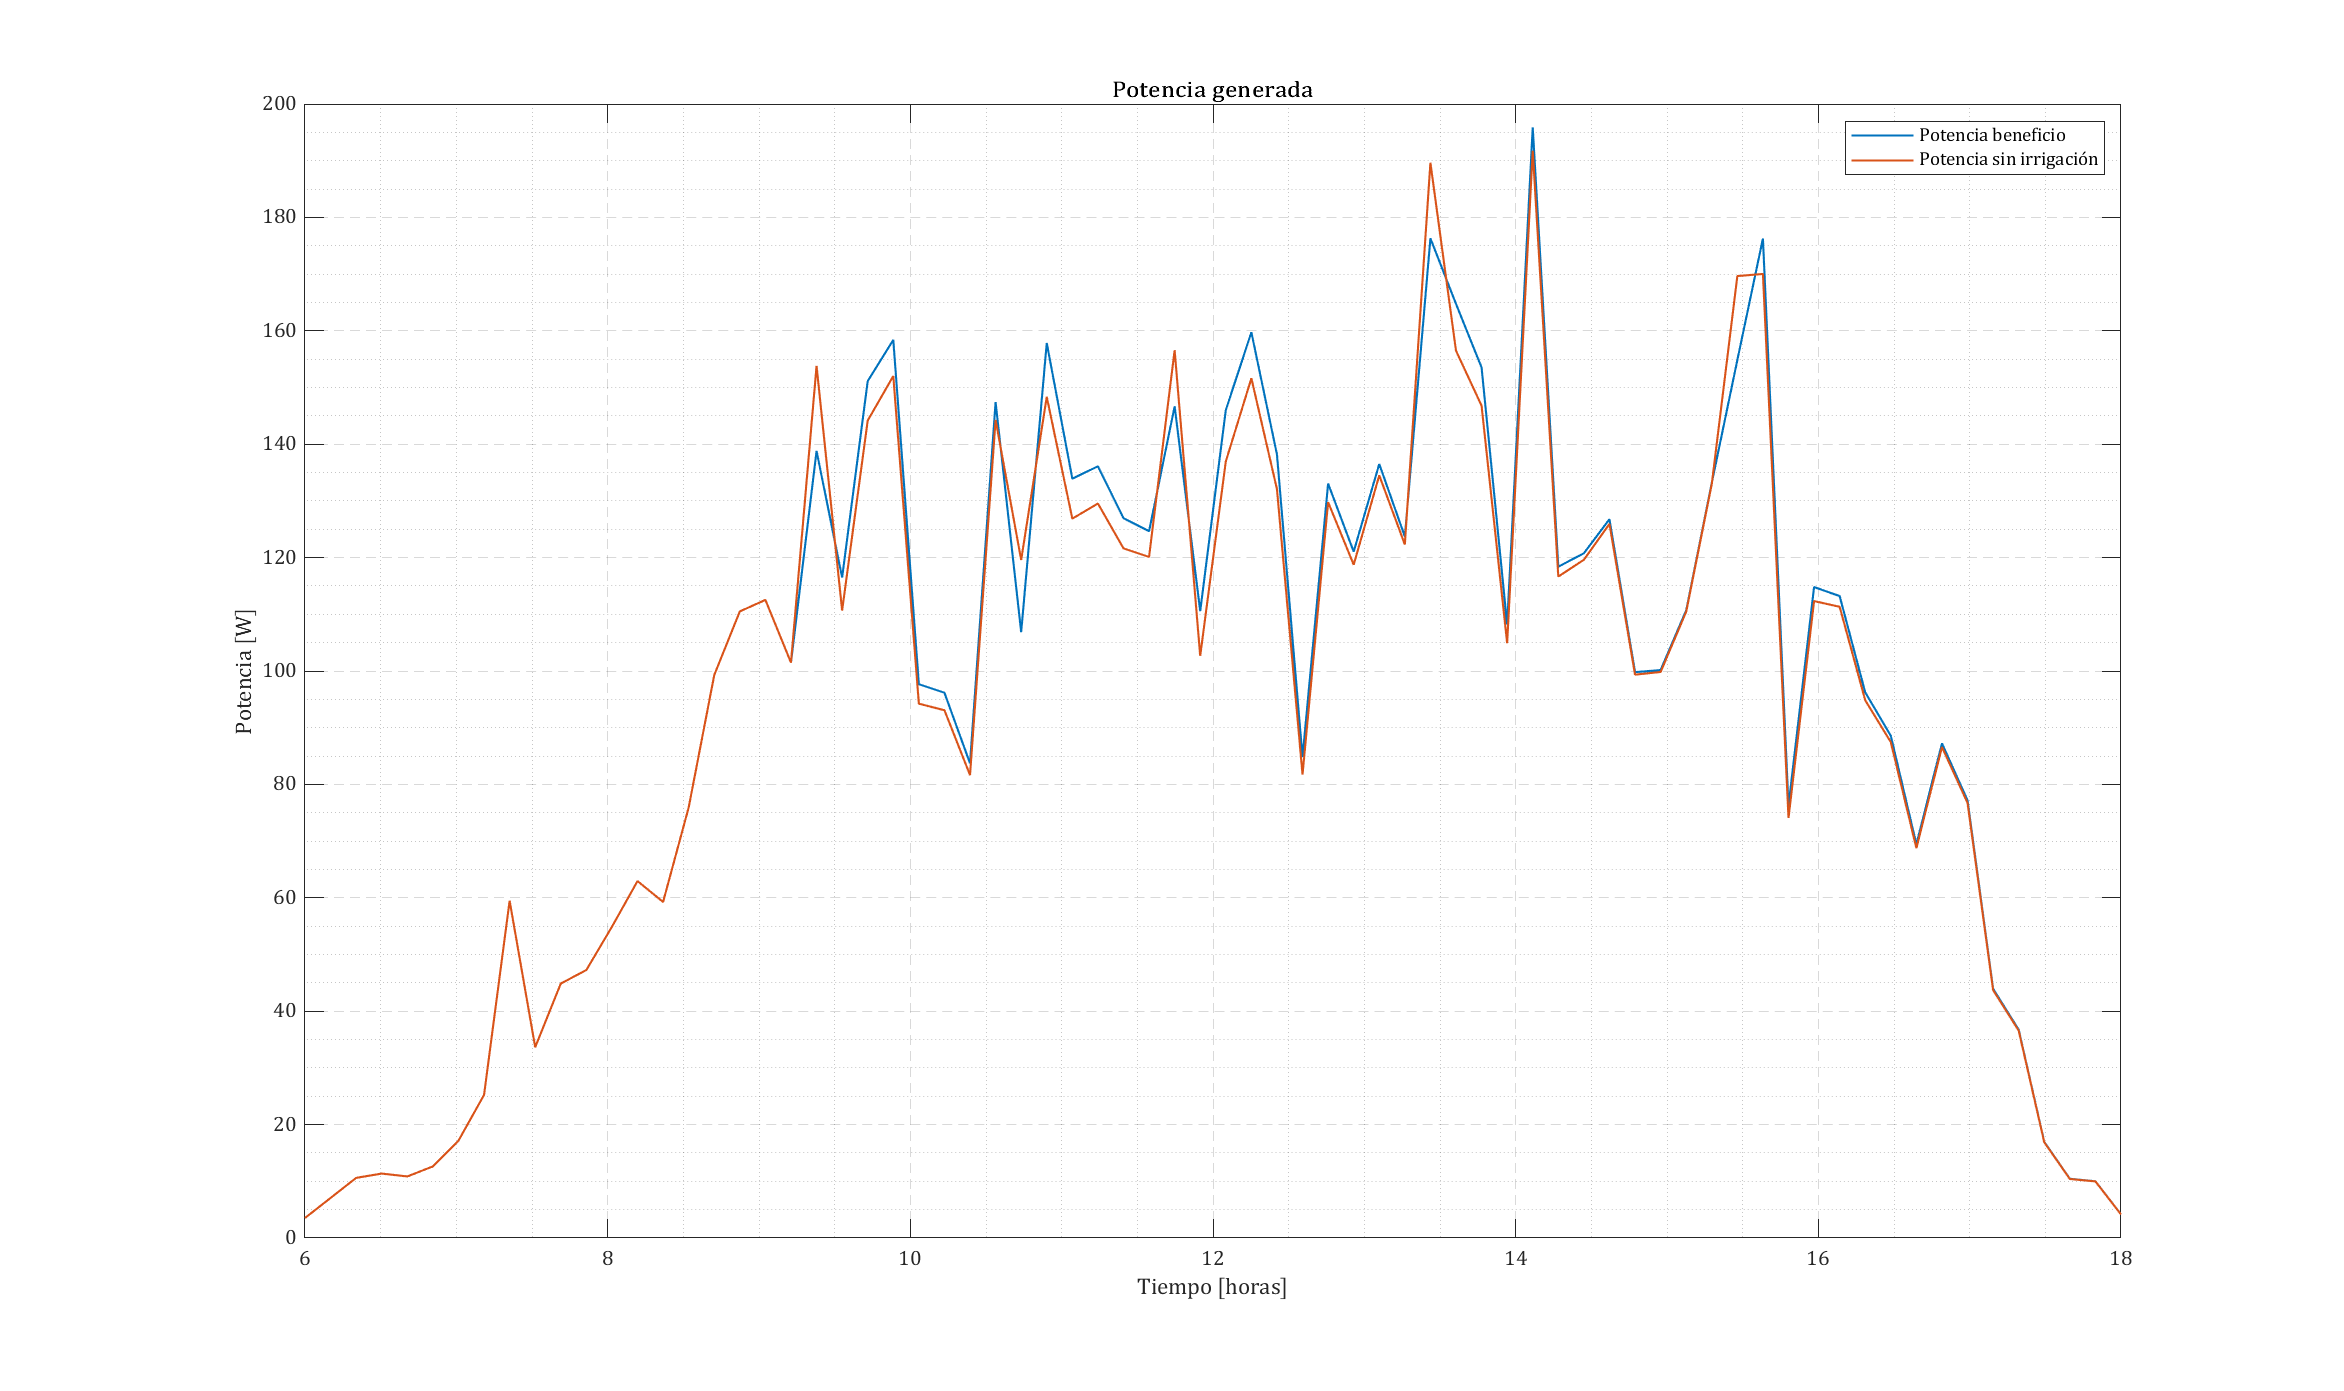 Potencia generada
200
180
160
140
120
100
80
60
40
20
0
Potencia [W]
Potencia beneficio
Potencia sin irrigación
6 8 10 12 14 16 18
Tiempo [horas]